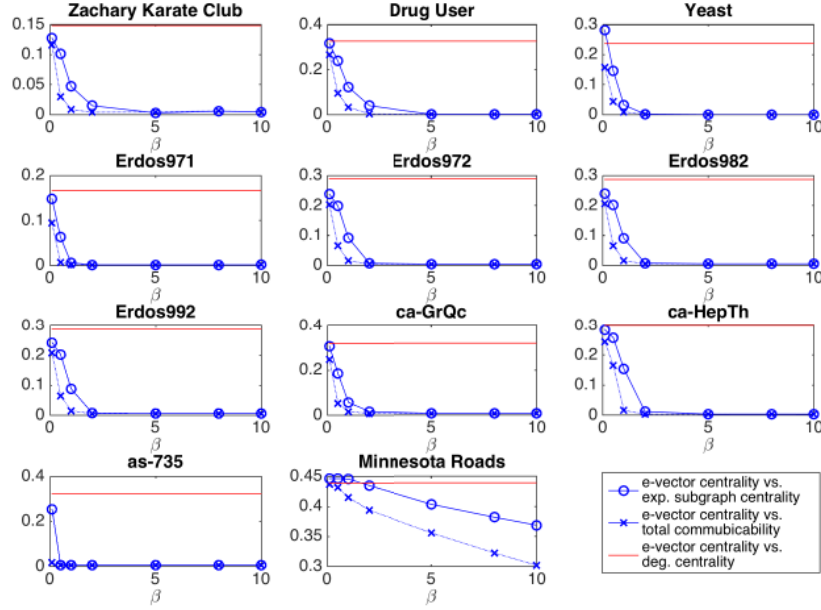 Zachary Karate Club
0.15
0.1
0.05
0
0 5 10
β
Drug User
0.4
0.2
0
0 5 10
β
Yeast
0.3
0.2
0.1
0
0 5 10
β
Erdos971
0.2
0.1
0
0 5 10
β
Erdos972
0.3
0.2
0.1
0
0 5 10
β
Erdos982
0.3
0.2
0.1
0
0 5 10
β
Erdos992
0.3
0.2
0.1
0
0 5 10
β
ca-GrQc
0.4
0.2
0
0 5 10
β
ca-HepTh
0.3
0.2
0.1
0
0 5 10
β
as-735
0.4
0.2
0
0 5 10
β
Minnesota Roads
0.45
0.4
0.35
0.3
0 5 10
β
e-vector centrality vs.
exp. subgraph centrality
e-vector centrality vs.
total commubicability
e-vector centrality vs.
deg. centrality